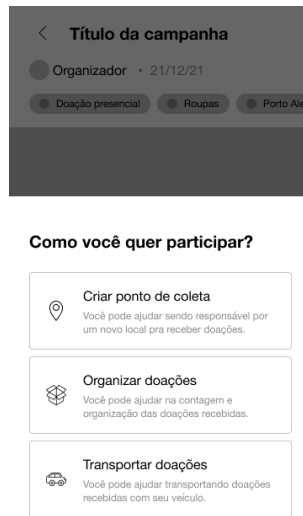 Título da campanha
Organizador • 21/12/21
Doação presencial Roupas Porto Ale
Como você quer participar?
Criar ponto de coleta
Você pode ajudar sendo responsável por
um novo local pra receber doações.
Organizar doações
Você pode ajudar na contagem e
organização das doações recebidas.
Transportar doações
Você pode ajudar transportando doações
recebidas com seu veículo.